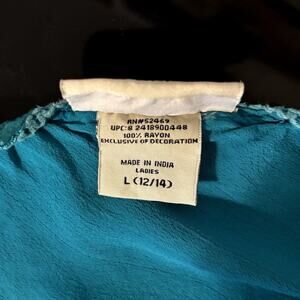 RN#52469
UPC:8 2418900448
100% RAYON
EXCLUSIVE OF DECORATION
MADE IN INDIA
LADIES
L (12/14)